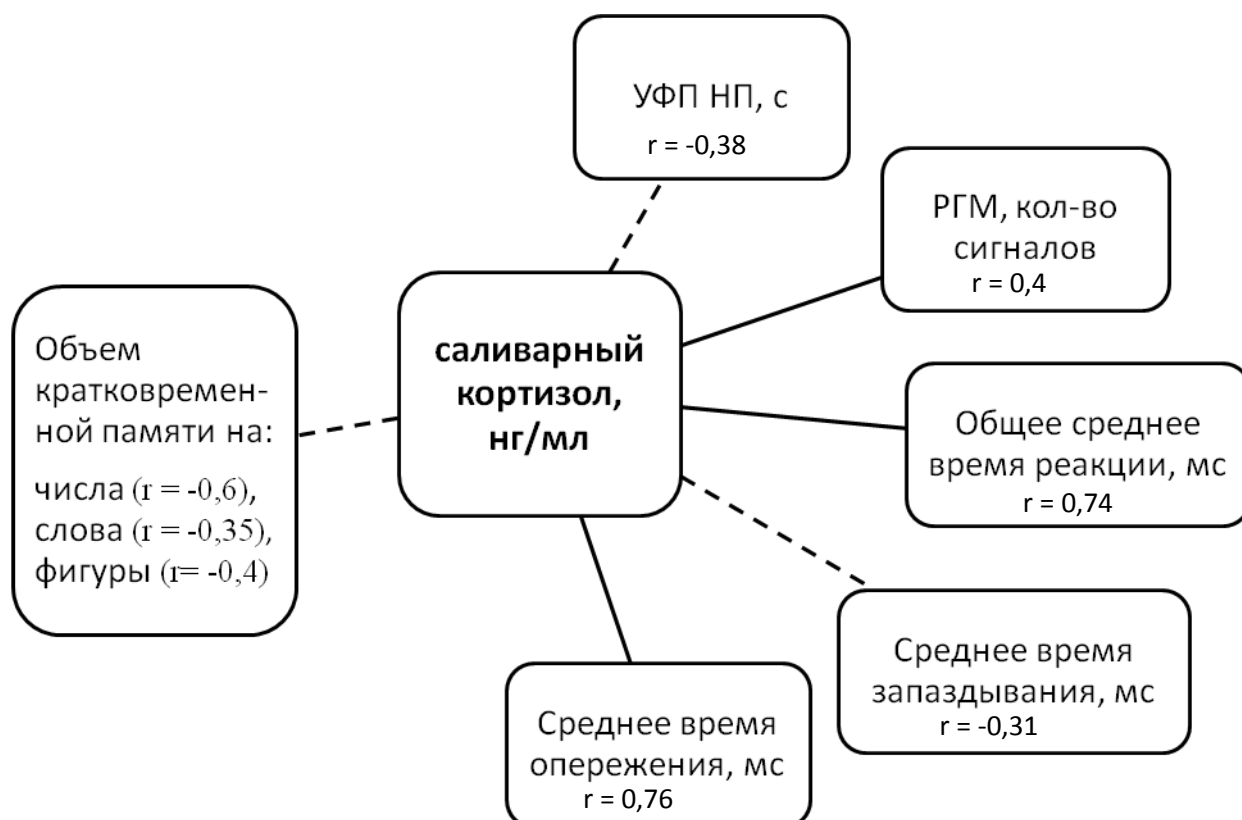 УФП НП, с
r = -0,38
РГМ, кол-во
сигналов
r = 0,4
Объем
кратковремен-
ной памяти на:
числа (r = -0,6),
слова (r = -0,35),
фигуры (r= -0,4)
саливарный
кортизол,
нг/мл
Общее среднее
время реакции, мс
r = 0,74
Среднее время
запаздывания, мс
r = -0,31
Среднее время
опережения, мс
r = 0,76